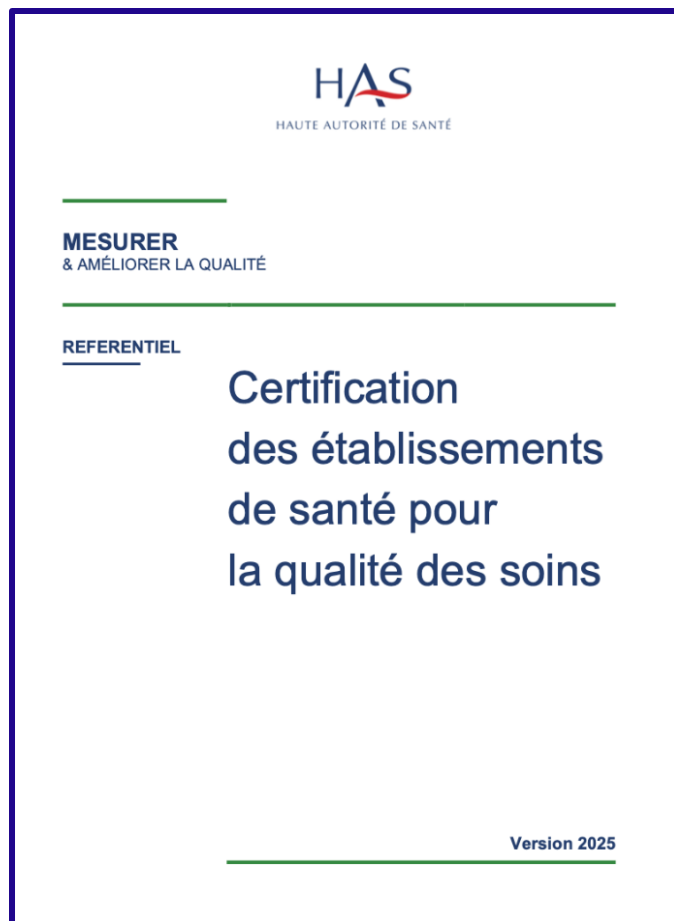 HAS
HAUTE AUTORITÉ DE SANTÉ
MESURER
& AMÉLIORER LA QUALITÉ
REFERENTIEL
Certification
des établissements
de santé pour
la qualité des soins
Version 2025